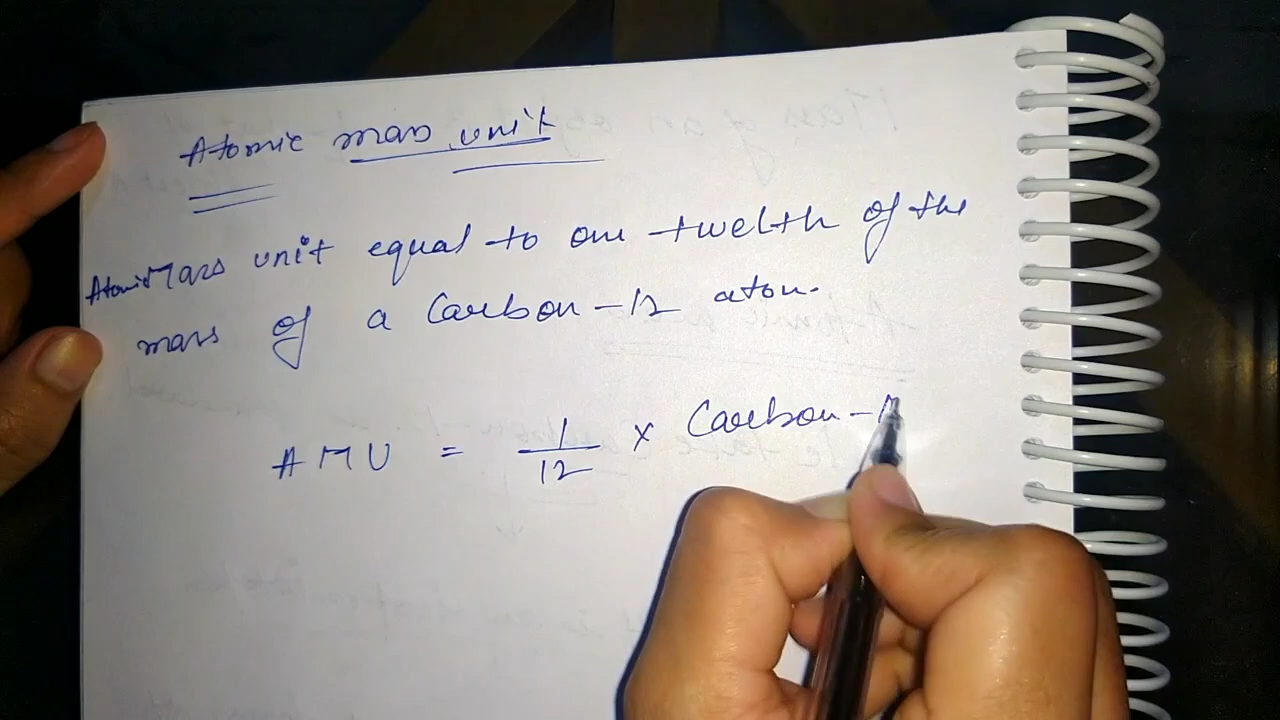 Atomic mass unit
Atomic Mass unit equal to one twelth of the
mass of a Carbon-12 atom.
AMU = 1/12 × Carbon-1